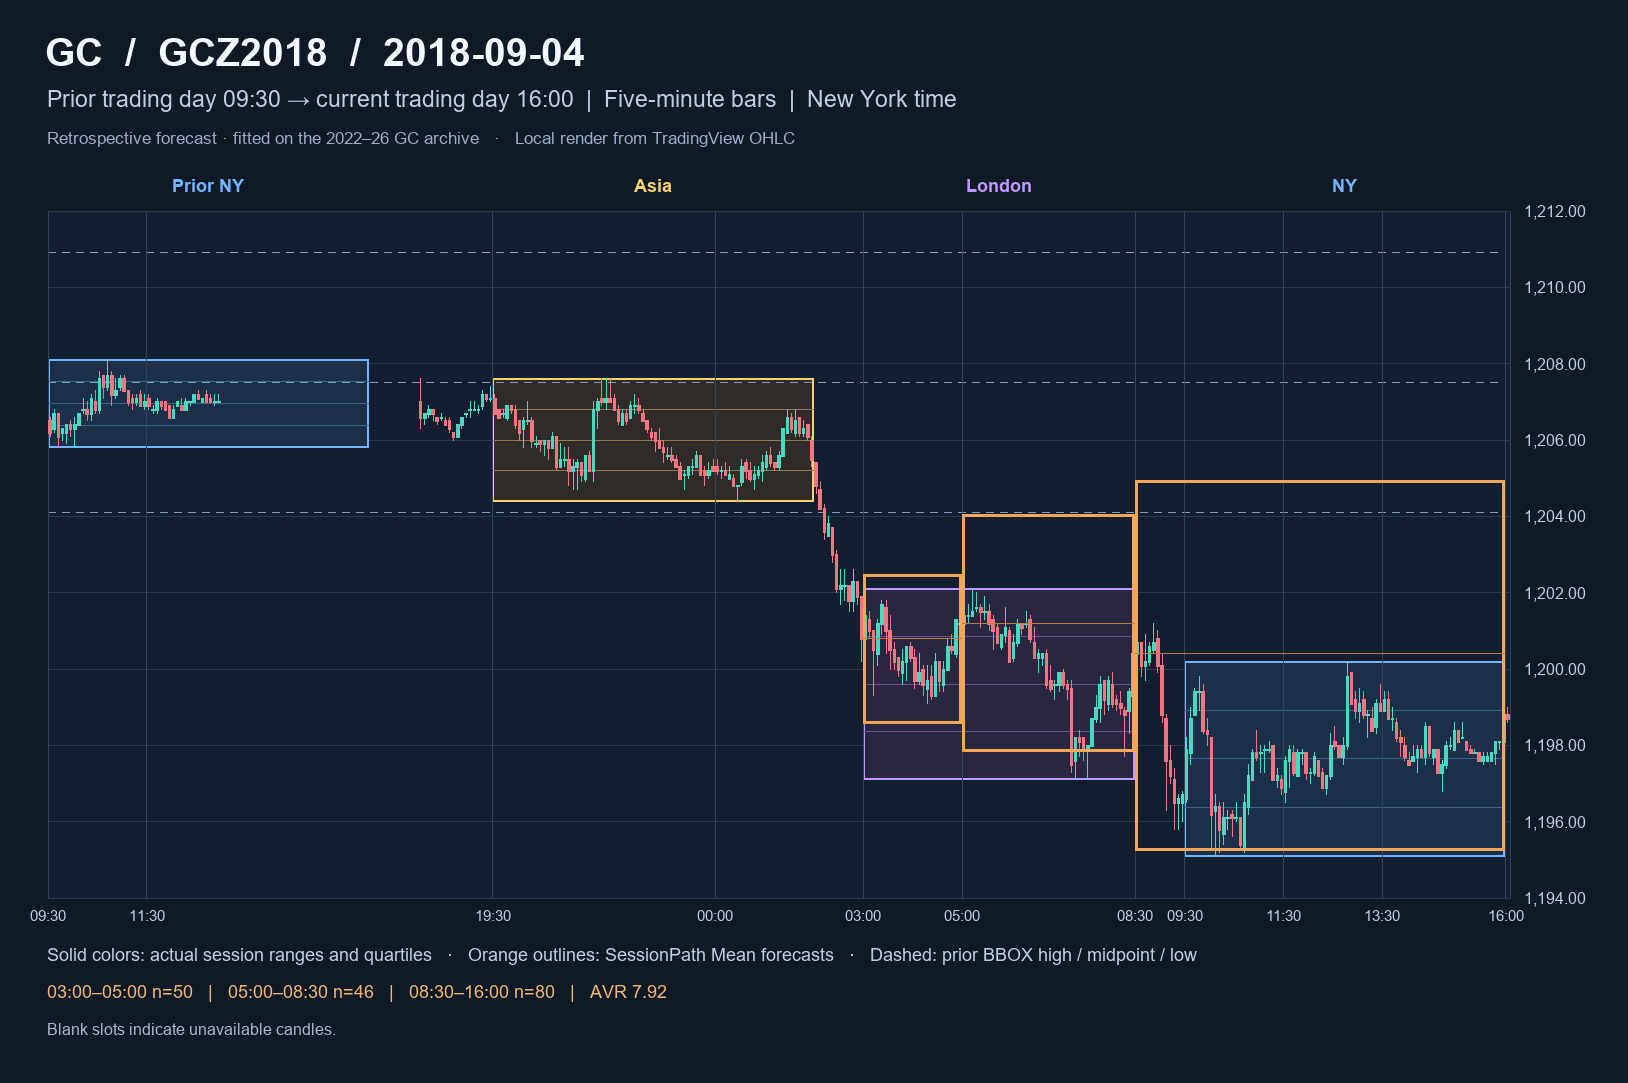 GC / GCZ2018 / 2018-09-04
Prior trading day 09:30 → current trading day 16:00 | Five-minute bars | New York time
Retrospective forecast · fitted on the 2022–26 GC archive · Local render from TradingView OHLC
Prior NY Asia London NY
1,212.00
1,210.00
1,208.00
1,206.00
1,204.00
1,202.00
1,200.00
1,198.00
1,196.00
1,194.00
09:30 11:30 19:30 00:00 03:00 05:00 08:30 09:30 11:30 13:30 16:00
Solid colors: actual session ranges and quartiles · Orange outlines: SessionPath Mean forecasts · Dashed: prior BBOX high / midpoint / low
03:00–05:00 n=50 | 05:00–08:30 n=46 | 08:30–16:00 n=80 | AVR 7.92
Blank slots indicate unavailable candles.